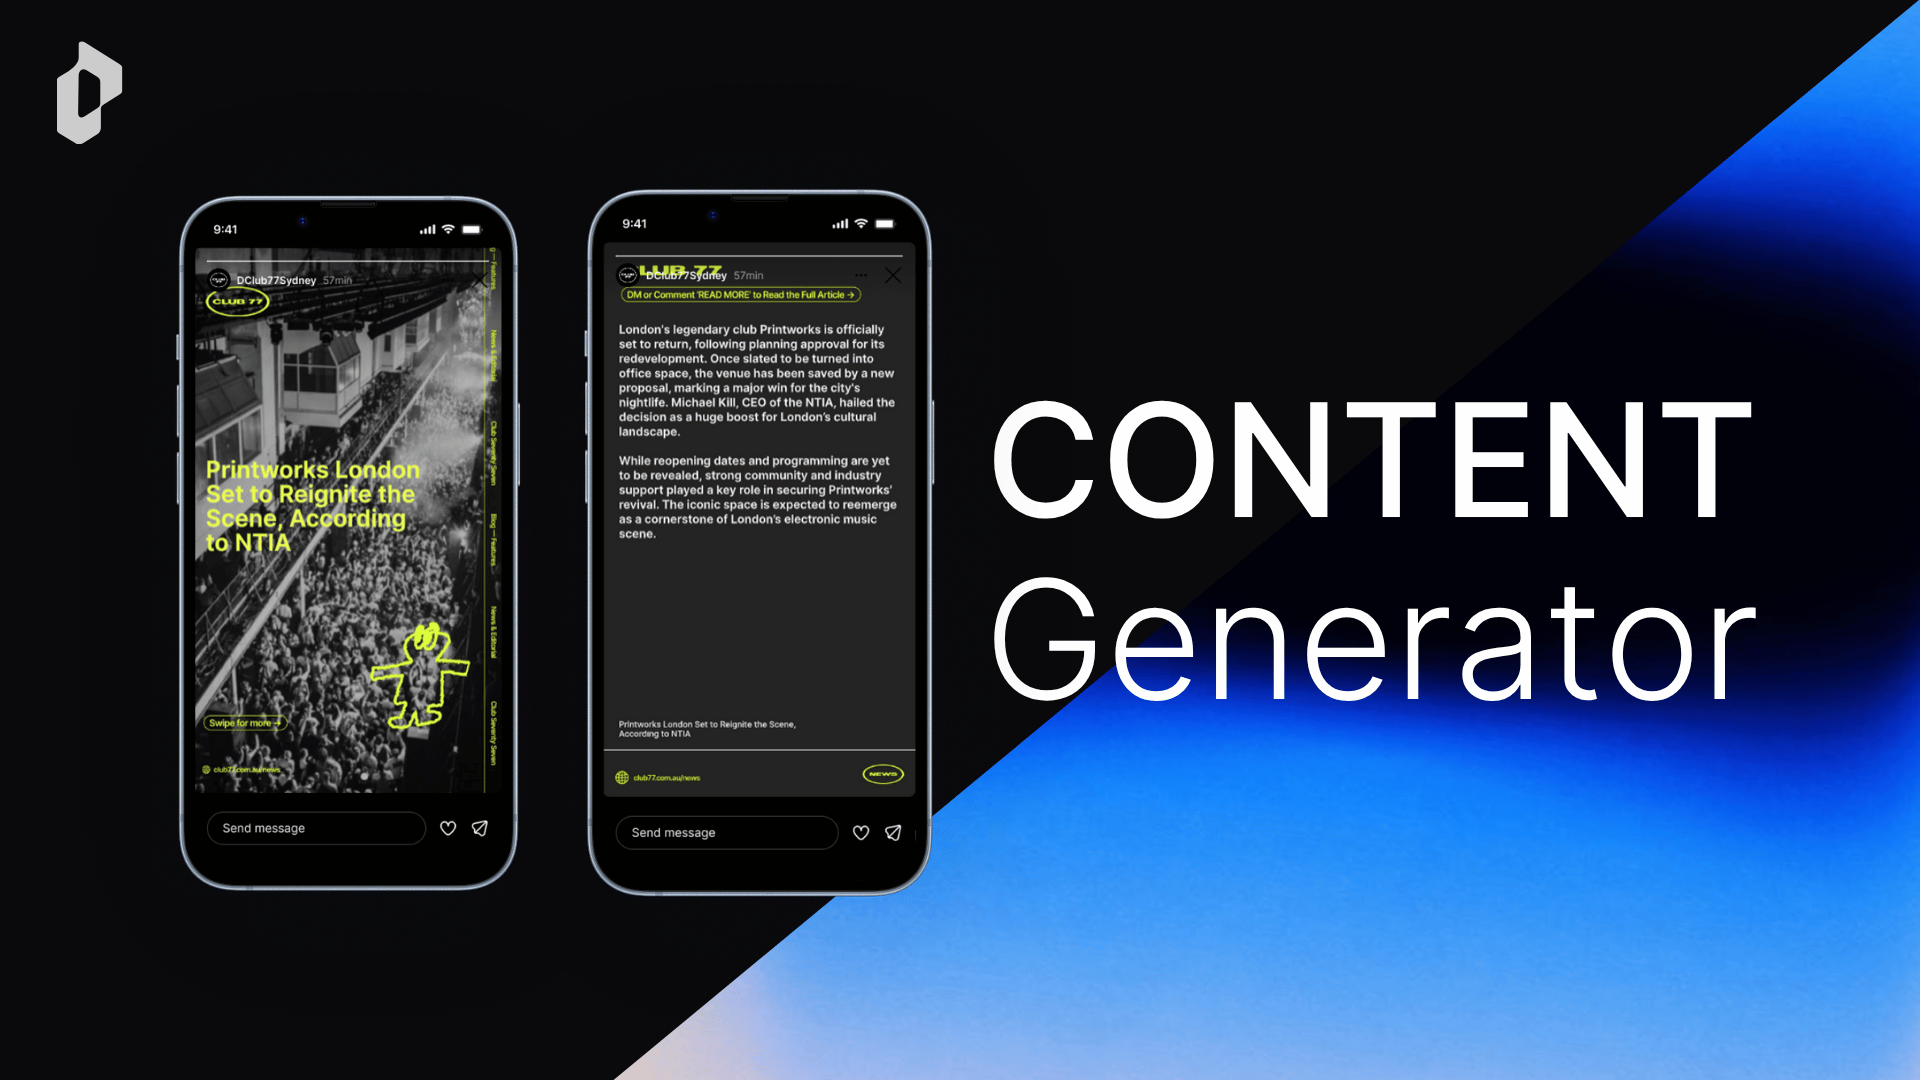 9:41
DClub77Sydney 57min
CLUB 77
Printworks London
Set to Reignite the
Scene, According
to NTIA
Swipe for more →
club77.com.au/news
g — Features
News & Editorial
Club Seventy Seven
Blog — Features
News & Editorial
Club Seventy Seven
Send message
9:41
CLUB 77
DClub77Sydney 57min
DM or Comment 'READ MORE' to Read the Full Article →
London's legendary club Printworks is officially
set to return, following planning approval for its
redevelopment. Once slated to be turned into
office space, the venue has been saved by a new
proposal, marking a major win for the city's
nightlife. Michael Kill, CEO of the NTIA, hailed the
decision as a huge boost for London's cultural
landscape.
While reopening dates and programming are yet
to be revealed, strong community and industry
support played a key role in securing Printworks'
revival. The iconic space is expected to reemerge
as a cornerstone of London's electronic music
scene.
Printworks London Set to Reignite the Scene,
According to NTIA
club77.com.au/news
NEWS
Send message
CONTENT
Generator